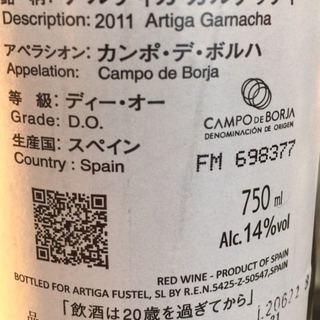 Description: 2011 Artiga Garnacha
アペラシオン: カンポ・デ・ボルハ
Appelation: Campo de Borja
等級: ディー・オー
Grade: D.O.
CAMPO DE BORJA
DENOMINACIÓN DE ORIGEN
生産国: スペイン
Country : Spain
FM 698377
750 ml
Alc.14%vol
RED WINE - PRODUCT OF SPAIN
BOTTLED FOR ARTIGA FUSTEL, SL BY R.E.N.5425-Z-50547,SPAIN
「飲酒は20歳を過ぎてから」
品